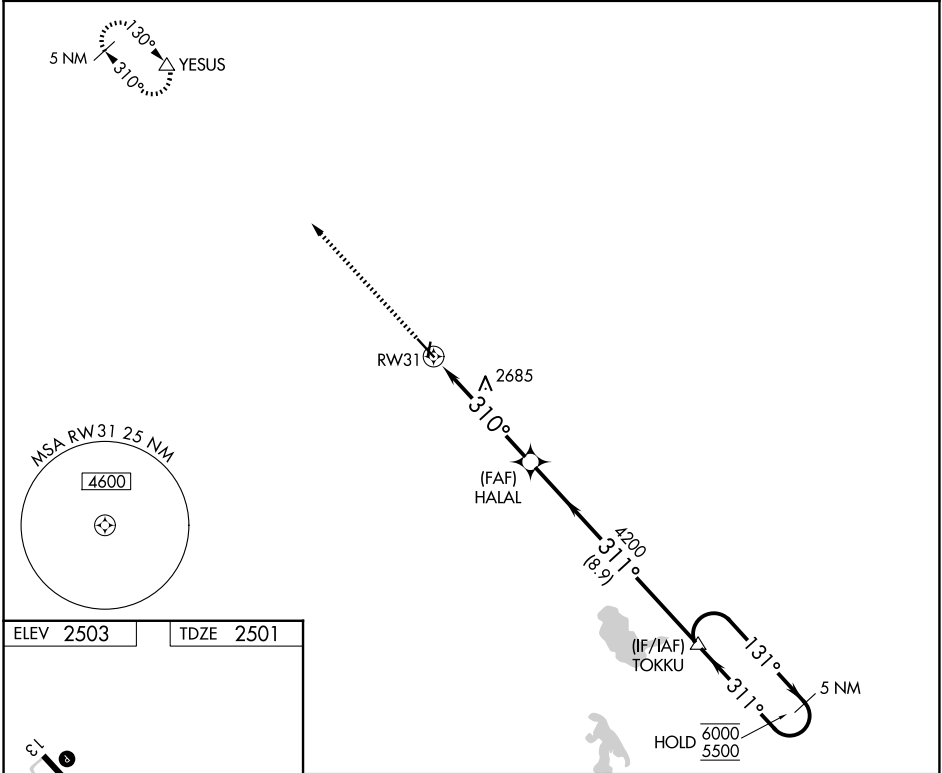 130°
5 NM
YESUS
310°
RW31
2685
310°
MSA RW31 25 NM
4600
(FAF)
HALAL
4200
311°
(8.9)
ELEV 2503
TDZE 2501
(IF/IAF)
TOKKU
131°
311°
5 NM
HOLD 6000
5500
13
P